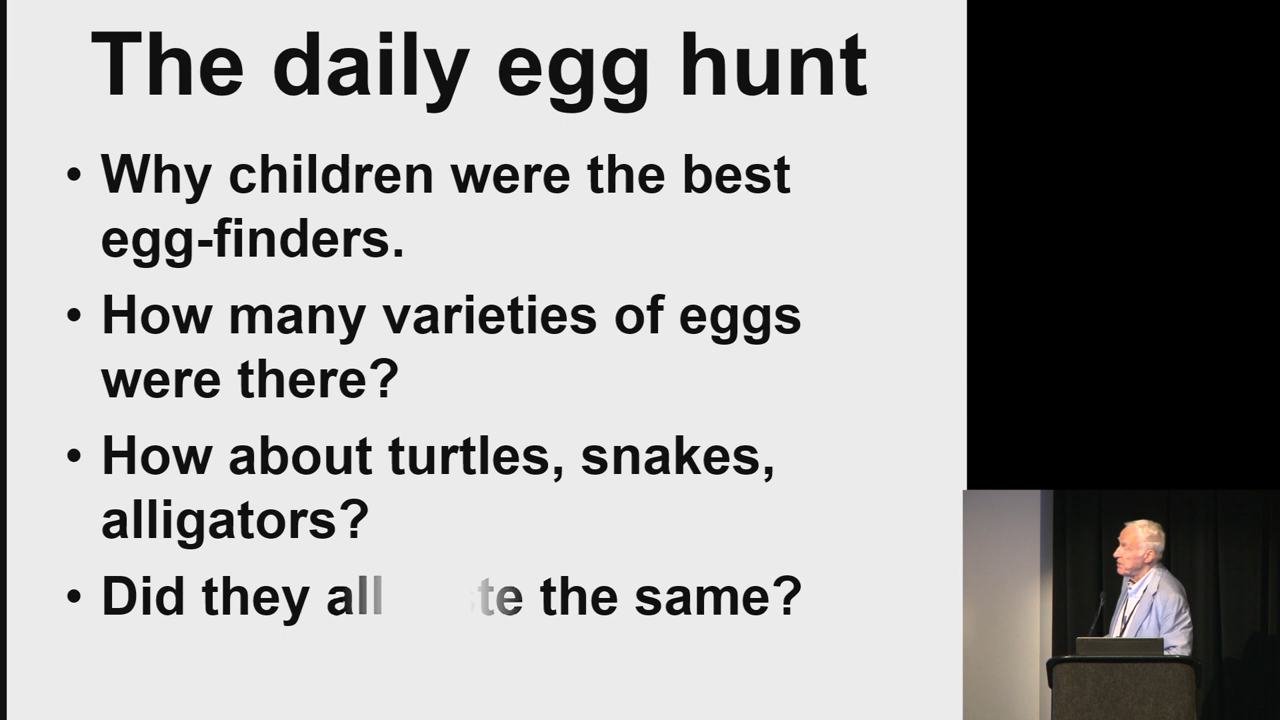 The daily egg hunt
• Why children were the best
egg-finders.
• How many varieties of eggs
were there?
• How about turtles, snakes,
alligators?
• Did they all the same?